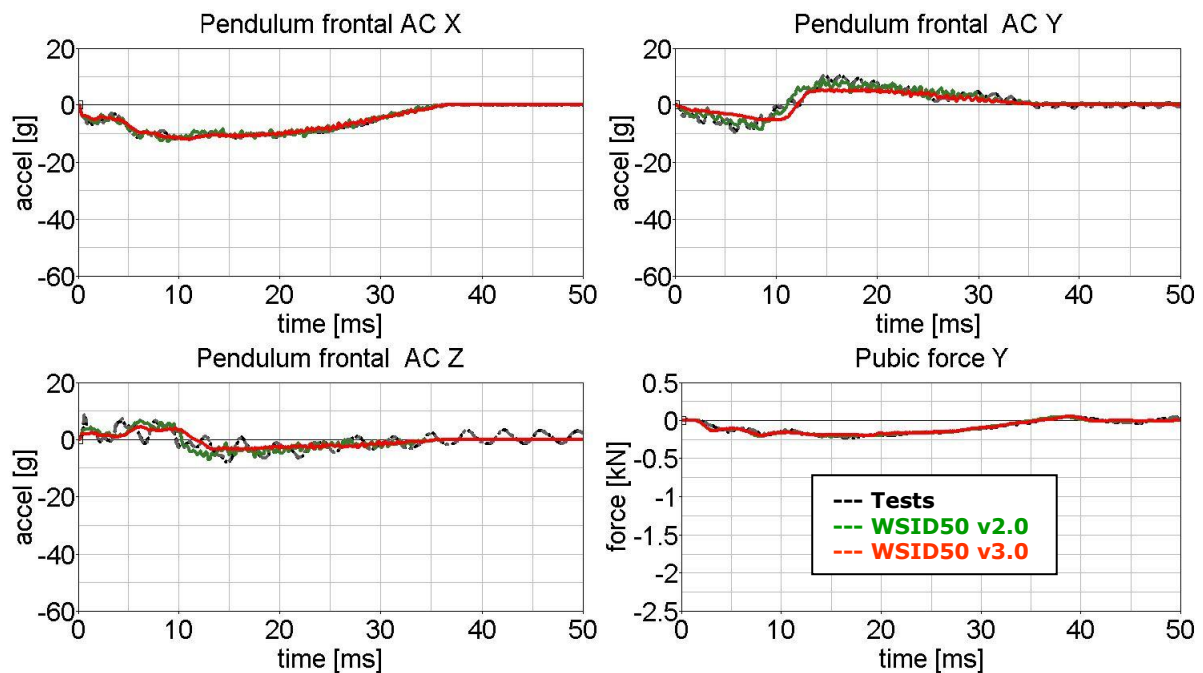 Pendulum frontal AC X
20
0
-20
-40
-60
accel [g]
0 10 20 30 40 50
time [ms]
Pendulum frontal  AC Y
20
0
-20
-40
-60
accel [g]
0 10 20 30 40 50
time [ms]
Pendulum frontal  AC Z
20
0
-20
-40
-60
accel [g]
0 10 20 30 40 50
time [ms]
Pubic force Y
0.5
0
-0.5
-1
-1.5
-2
-2.5
force [kN]
Tests
WSID50 v2.0
WSID50 v3.0
0 10 20 30 40 50
time [ms]